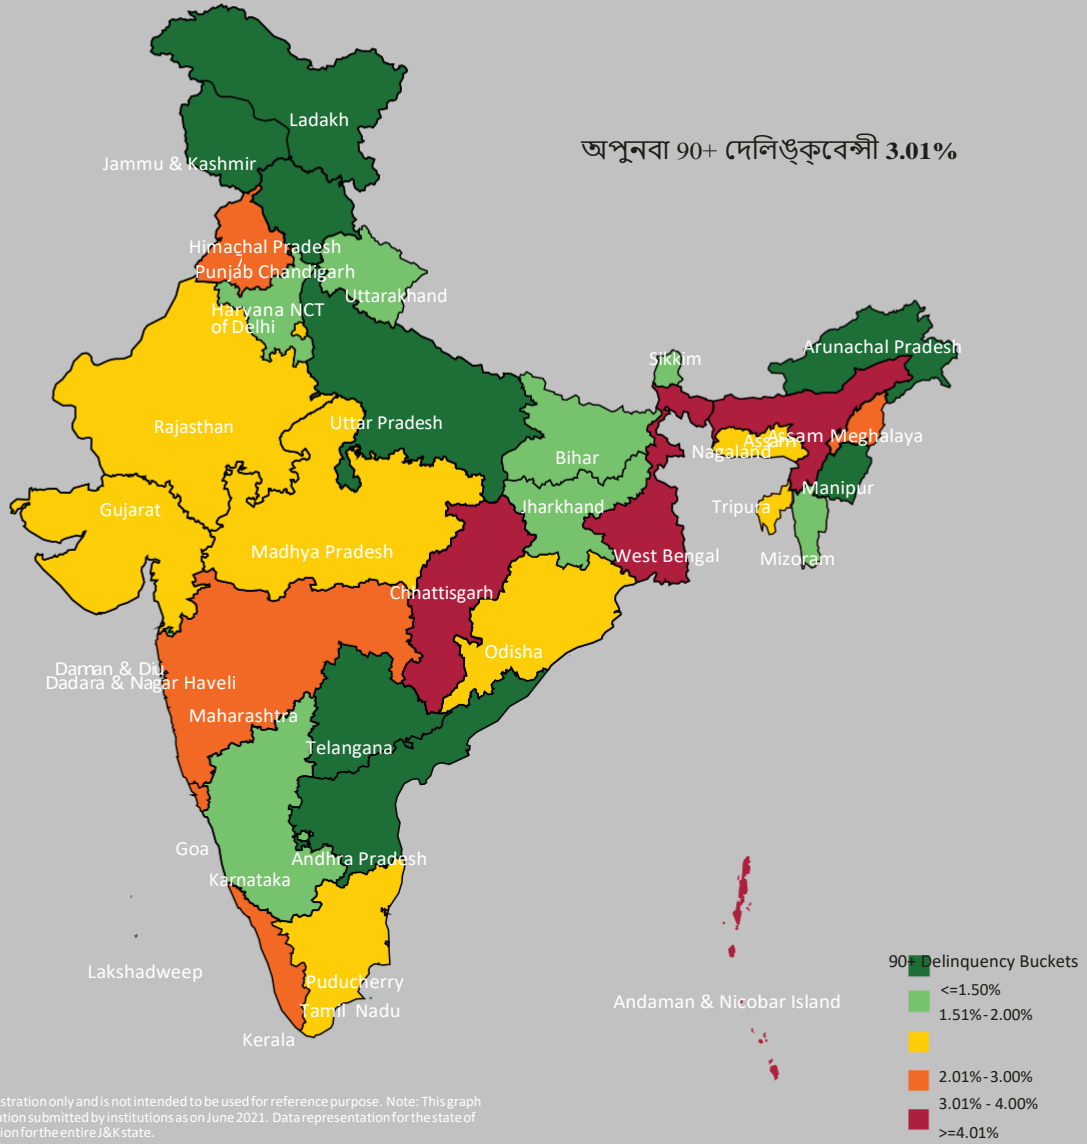 Ladakh
অপুনবা 90+ দেলিঙ্ক্বেন্সী 3.01%
Jammu & Kashmir
Himachal Pradesh
/
Punjab Chandigarh
Uttarakhand
Haryana NCT
of Delhi
Arunachal Pradesh
Sikkim
Uttar Pradesh
Rajasthan
Assam
Assam Meghalaya
Nagaland
Bihar
Manipur
Jharkhand
Tripura
Gujarat
Madhya Pradesh
West Bengal
Mizoram
Chhattisgarh
Odisha
Daman & Diu
Dadara & Nagar Haveli
Maharashtra
Telangana
Goa
Andhra Pradesh
Karnataka
Lakshadweep
90+ Delinquency Buckets
Puducherry
<=1.50%
Andaman & Nicobar Island
Tamil Nadu
1.51%-2.00%
Kerala
2.01%-3.00%
3.01% - 4.00%
>=4.01%
stration only and is not intended to be used for reference purpose. Note: This graph
tion submitted by institutions as on June 2021. Data representation for the state of
ion for the entire J&K state.